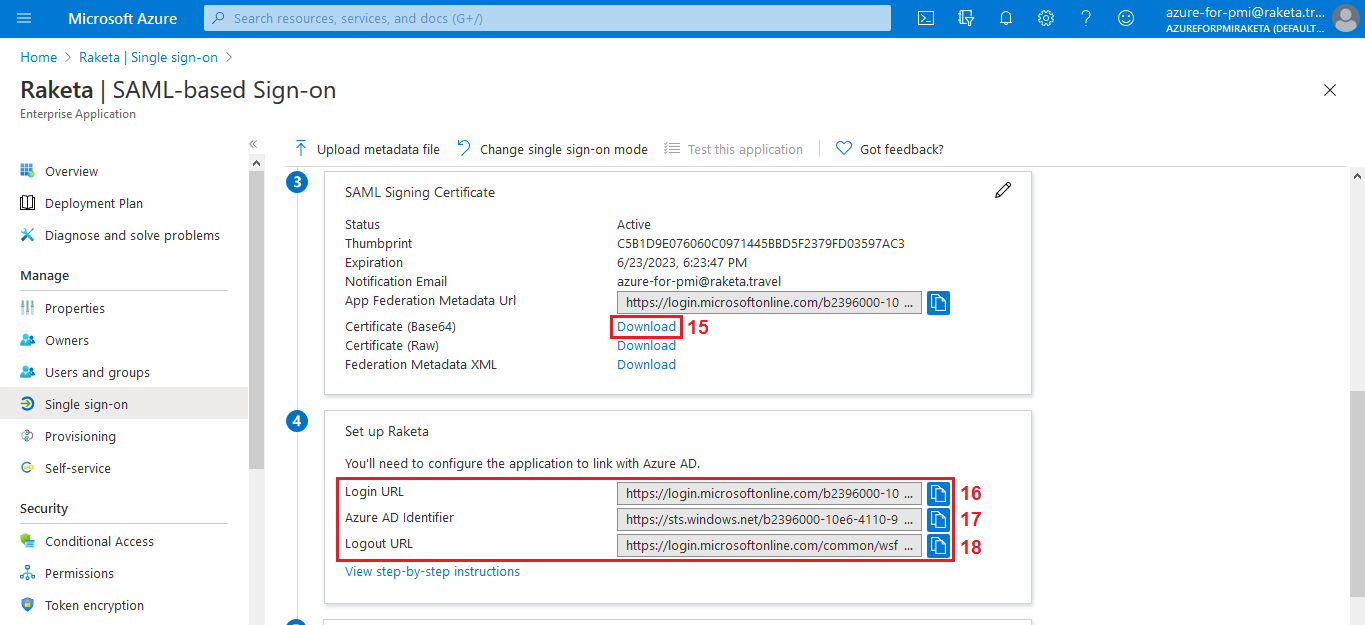 Microsoft Azure
Search resources, services, and docs (G+/)
azure-for-pmi@raketa.tr...
AZUREFORPMIRAKETA (DEFAULT...
Home > Raketa | Single sign-on >
Raketa | SAML-based Sign-on
Enterprise Application
«
Overview
Deployment Plan
Diagnose and solve problems
Manage
Properties
Owners
Users and groups
Single sign-on
Provisioning
Self-service
Security
Conditional Access
Permissions
Token encryption
Upload metadata file Change single sign-on mode Test this application Got feedback?
3
SAML Signing Certificate
Status Active
Thumbprint C5B1D9E076060C0971445BBD5F2379FD03597AC3
Expiration 6/23/2023, 6:23:47 PM
Notification Email azure-for-pmi@raketa.travel
App Federation Metadata Url https://login.microsoftonline.com/b2396000-10 ...
Certificate (Base64) Download 15
Certificate (Raw) Download
Federation Metadata XML Download
4
Set up Raketa
You'll need to configure the application to link with Azure AD.
Login URL https://login.microsoftonline.com/b2396000-10 ... 16
Azure AD Identifier https://sts.windows.net/b2396000-10e6-4110-9 ... 17
Logout URL https://login.microsoftonline.com/common/wsf ... 18
View step-by-step instructions